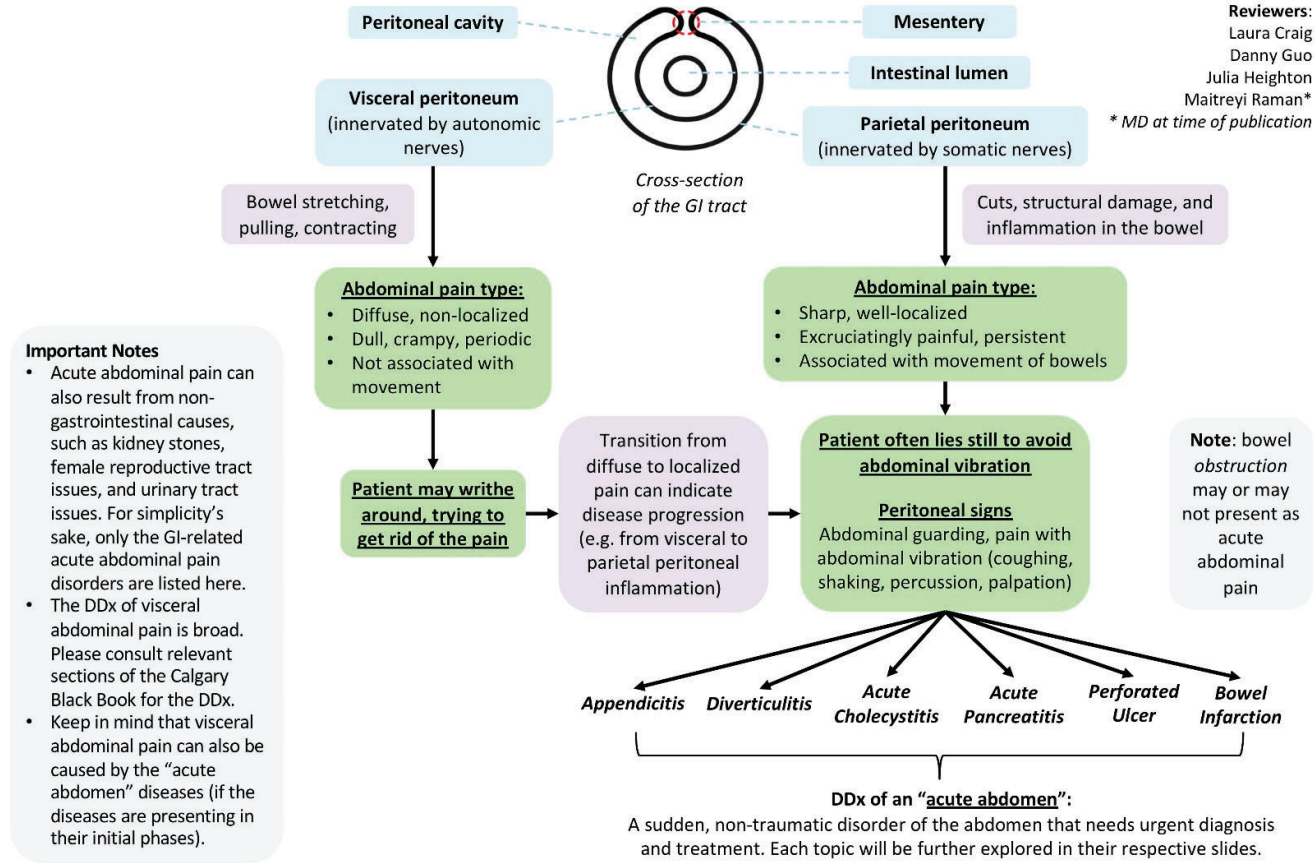 Peritoneal cavity
Mesentery
Intestinal lumen
Reviewers:
Laura Craig
Danny Guo
Julia Heighton
Maitreyi Raman*
* MD at time of publication
Visceral peritoneum
(innervated by autonomic
nerves)
Parietal peritoneum
(innervated by somatic nerves)
Cross-section
of the GI tract
Bowel stretching,
pulling, contracting
Cuts, structural damage, and
inflammation in the bowel
Abdominal pain type:
• Diffuse, non-localized
• Dull, crampy, periodic
• Not associated with
movement
Abdominal pain type:
• Sharp, well-localized
• Excruciatingly painful, persistent
• Associated with movement of bowels
Important Notes
• Acute abdominal pain can
also result from non-
gastrointestinal causes,
such as kidney stones,
female reproductive tract
issues, and urinary tract
issues. For simplicity’s
sake, only the GI-related
acute abdominal pain
disorders are listed here.
• The DDx of visceral
abdominal pain is broad.
Please consult relevant
sections of the Calgary
Black Book for the DDx.
• Keep in mind that visceral
abdominal pain can also be
caused by the “acute
abdomen” diseases (if the
diseases are presenting in
their initial phases).
Patient may writhe
around, trying to
get rid of the pain
Transition from
diffuse to localized
pain can indicate
disease progression
(e.g. from visceral to
parietal peritoneal
inflammation)
Patient often lies still to avoid
abdominal vibration
Peritoneal signs
Abdominal guarding, pain with
abdominal vibration (coughing,
shaking, percussion, palpation)
Note: bowel
obstruction
may or may
not present as
acute
abdominal
pain
Appendicitis
Diverticulitis
Acute
Cholecystitis
Acute
Pancreatitis
Perforated
Ulcer
Bowel
Infarction
DDx of an “acute abdomen”:
A sudden, non-traumatic disorder of the abdomen that needs urgent diagnosis
and treatment. Each topic will be further explored in their respective slides.